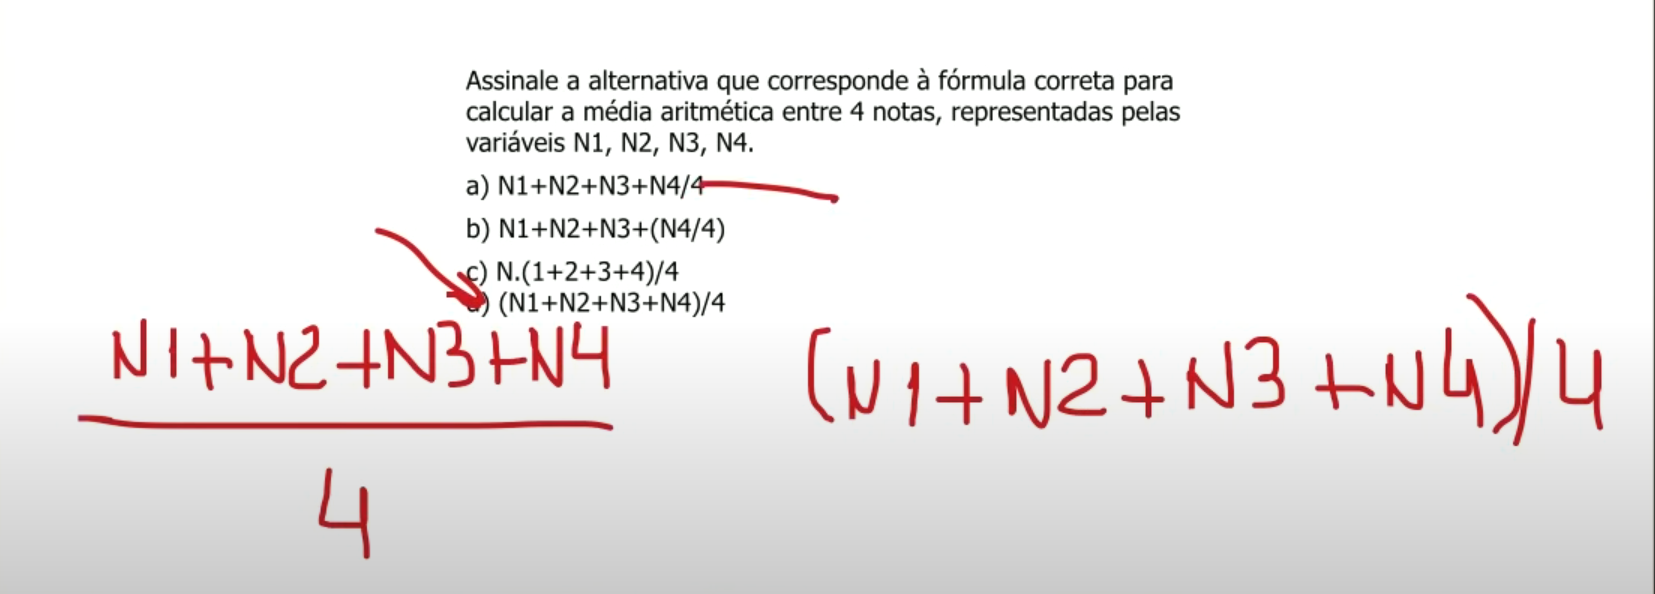 Assinale a alternativa que corresponde à fórmula correta para
calcular a média aritmética entre 4 notas, representadas pelas
variáveis N1, N2, N3, N4.
a) N1+N2+N3+N4/4
b) N1+N2+N3+(N4/4)
c) N.(1+2+3+4)/4
d) (N1+N2+N3+N4)/4
N1+N2+N3+N4
4
(N1+N2+N3+N4)/4